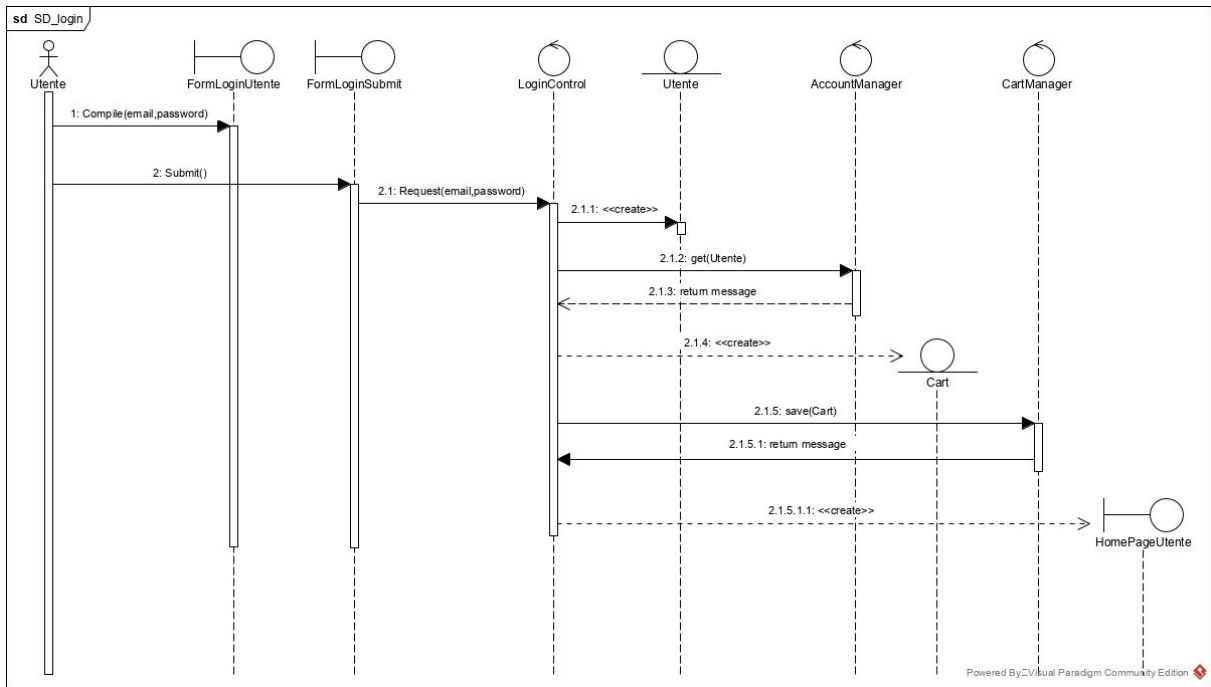 sd SD_login
Utente
FormLoginUtente
FormLoginSubmit
LoginControl
Utente
AccountManager
CartManager
1: Compile(email,password)
2: Submit()
2.1: Request(email,password)
2.1.1: <<create>>
2.1.2: get(Utente)
2.1.3: return message
2.1.4: <<create>>
Cart
2.1.5: save(Cart)
2.1.5.1: return message
2.1.5.1.1: <<create>>
HomePageUtente
Powered By Visual Paradigm Community Edition